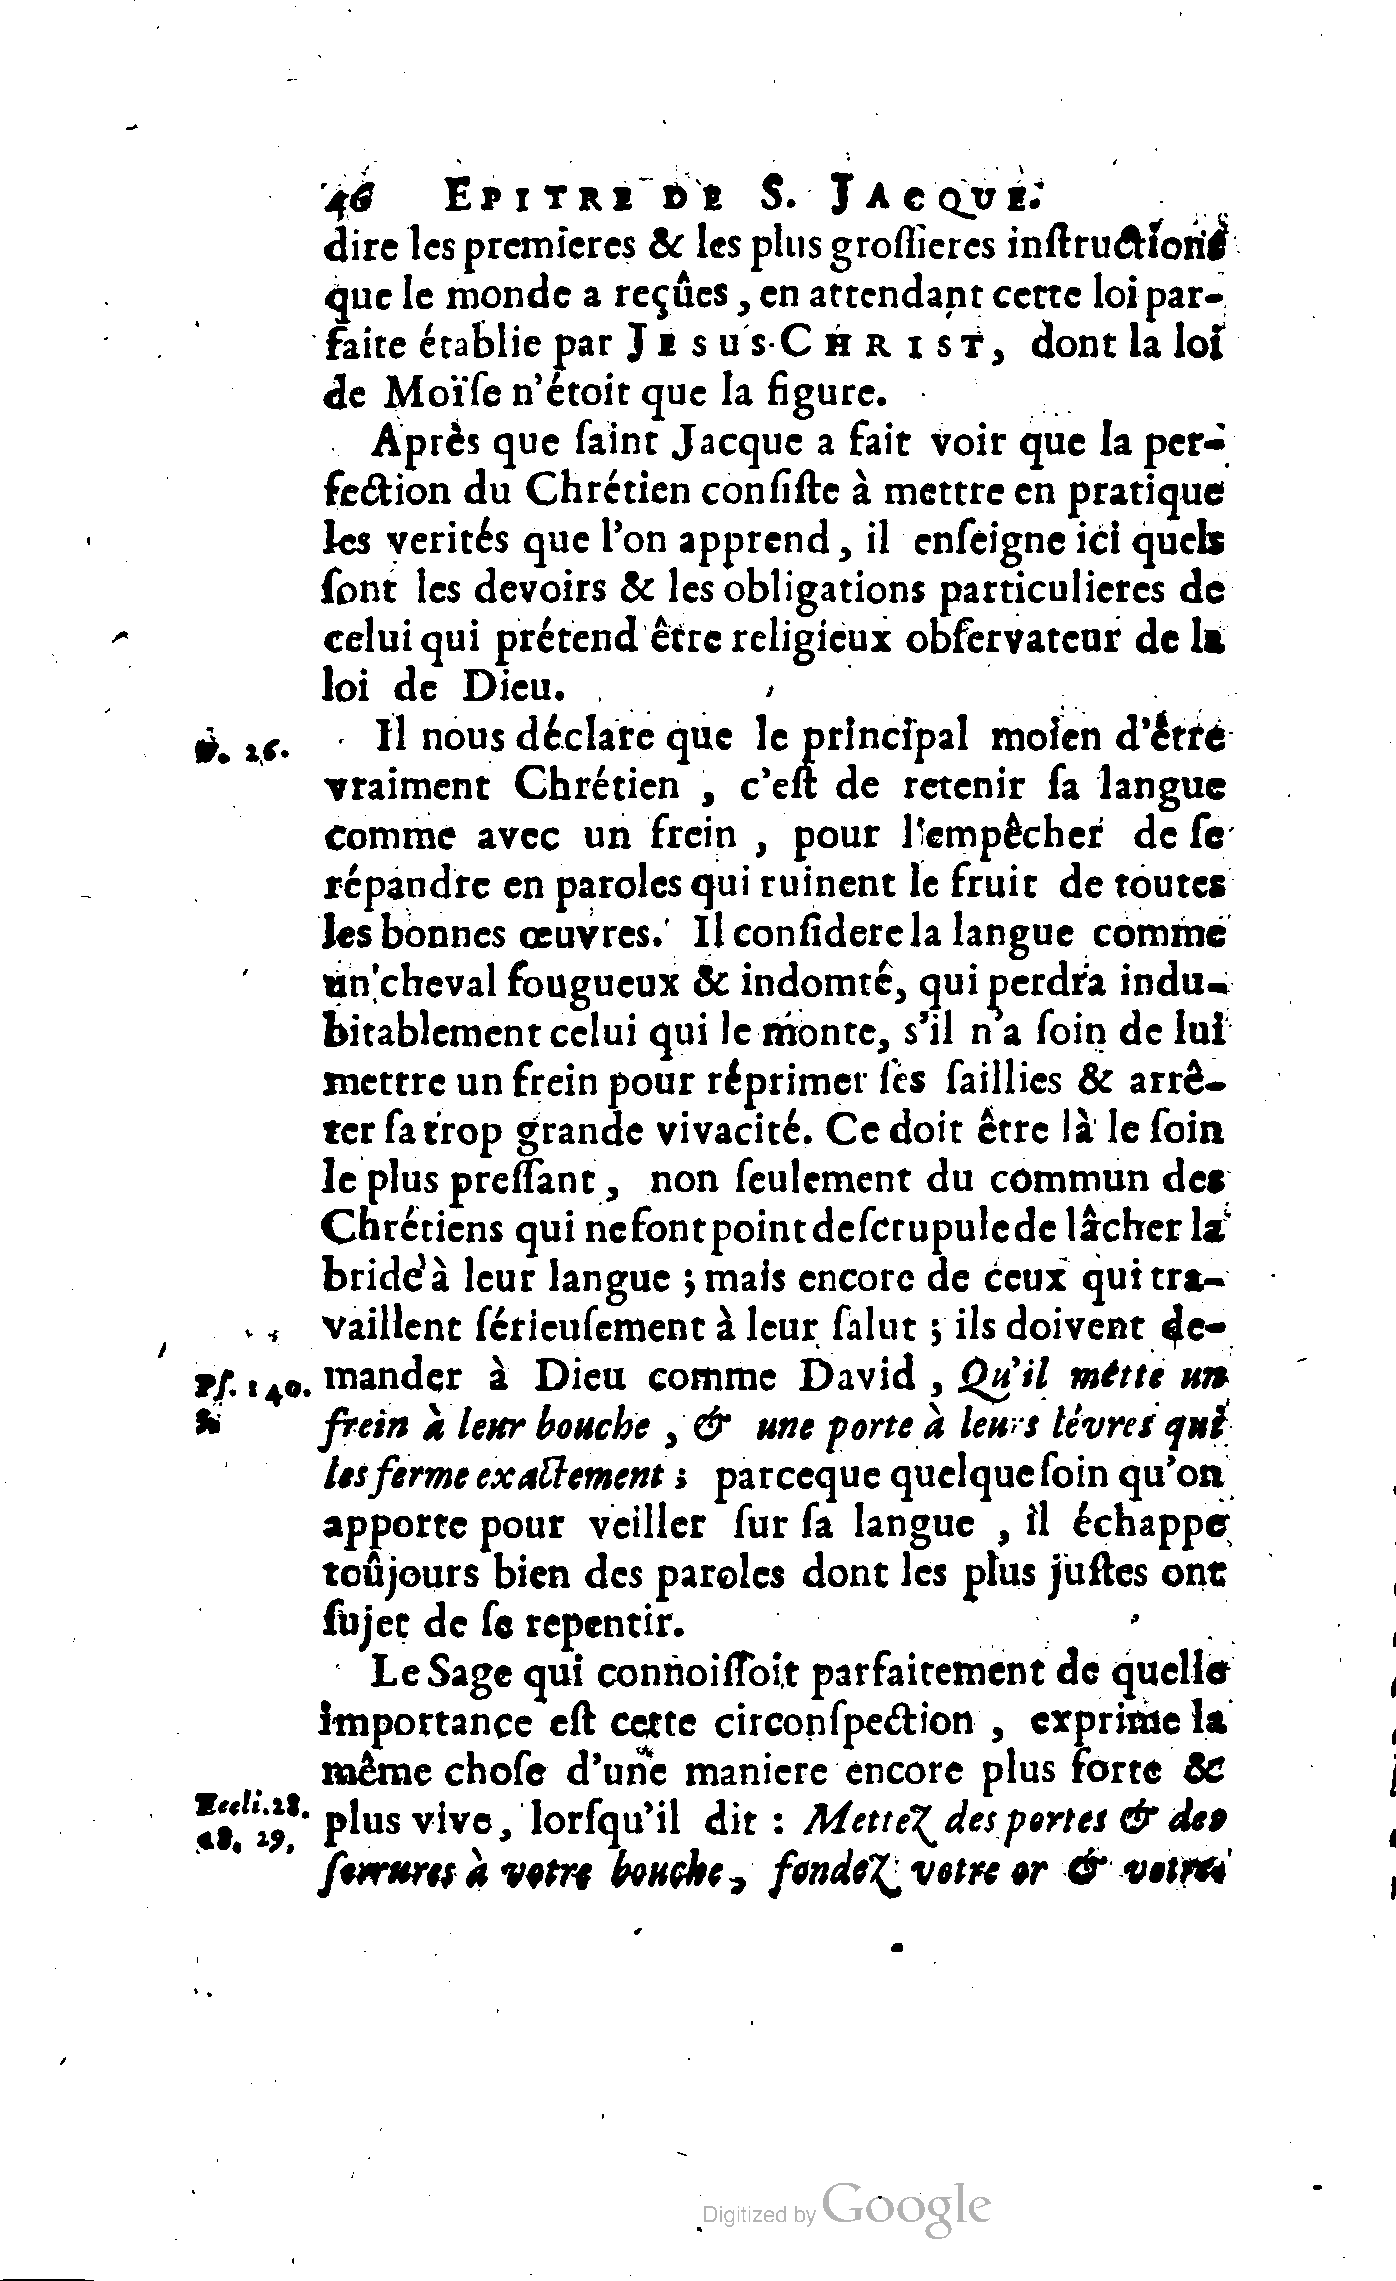 46 EPITRE DE S. JACQUE.
dire les premieres & les plus groſſieres inſtructions
que le monde a reçûes, en attendant cette loi par-
faite établie par JESUS-CHRIST, dont la loi
de Moïſe n'étoit que la figure.
Après que ſaint Jacque a fait voir que la per-
fection du Chrétien conſiſte à mettre en pratique
les verités que l'on apprend, il enſeigne ici quels
ſont les devoirs & les obligations particulieres de
celui qui prétend être religieux obſervateur de la
loi de Dieu.
℣. 26. Il nous déclare que le principal moien d'être
vraiment Chrétien, c'eſt de retenir ſa langue
comme avec un frein, pour l'empêcher de ſe
répandre en paroles qui ruinent le fruit de toutes
les bonnes œuvres. Il conſidere la langue comme
un cheval fougueux & indomté, qui perdra indu-
bitablement celui qui le monte, s'il n'a ſoin de lui
mettre un frein pour réprimer ſes ſaillies & arrê-
ter ſa trop grande vivacité. Ce doit être là le ſoin
le plus preſſant, non ſeulement du commun des
Chrétiens qui ne font point de ſcrupule de lâcher la
bride à leur langue ; mais encore de ceux qui tra-
vaillent ſérieuſement à leur ſalut ; ils doivent de-
Pſ. 140. mander à Dieu comme David, Qu'il mette un
frein à leur bouche, & une porte à leurs lévres qui
les ferme exactement ; parceque quelque ſoin qu'on
apporte pour veiller ſur ſa langue, il échappe
toûjours bien des paroles dont les plus juſtes ont
ſujet de ſe repentir.
Le Sage qui connoiſſoit parfaitement de quelle
importance eſt cette circonſpection, exprime la
même choſe d'une maniere encore plus forte &
Eccli. 28. plus vive, lorſqu'il dit : Mettez des portes & des
28. 29. ſerrures à votre bouche, fondez votre or & votre
Digitized by Google